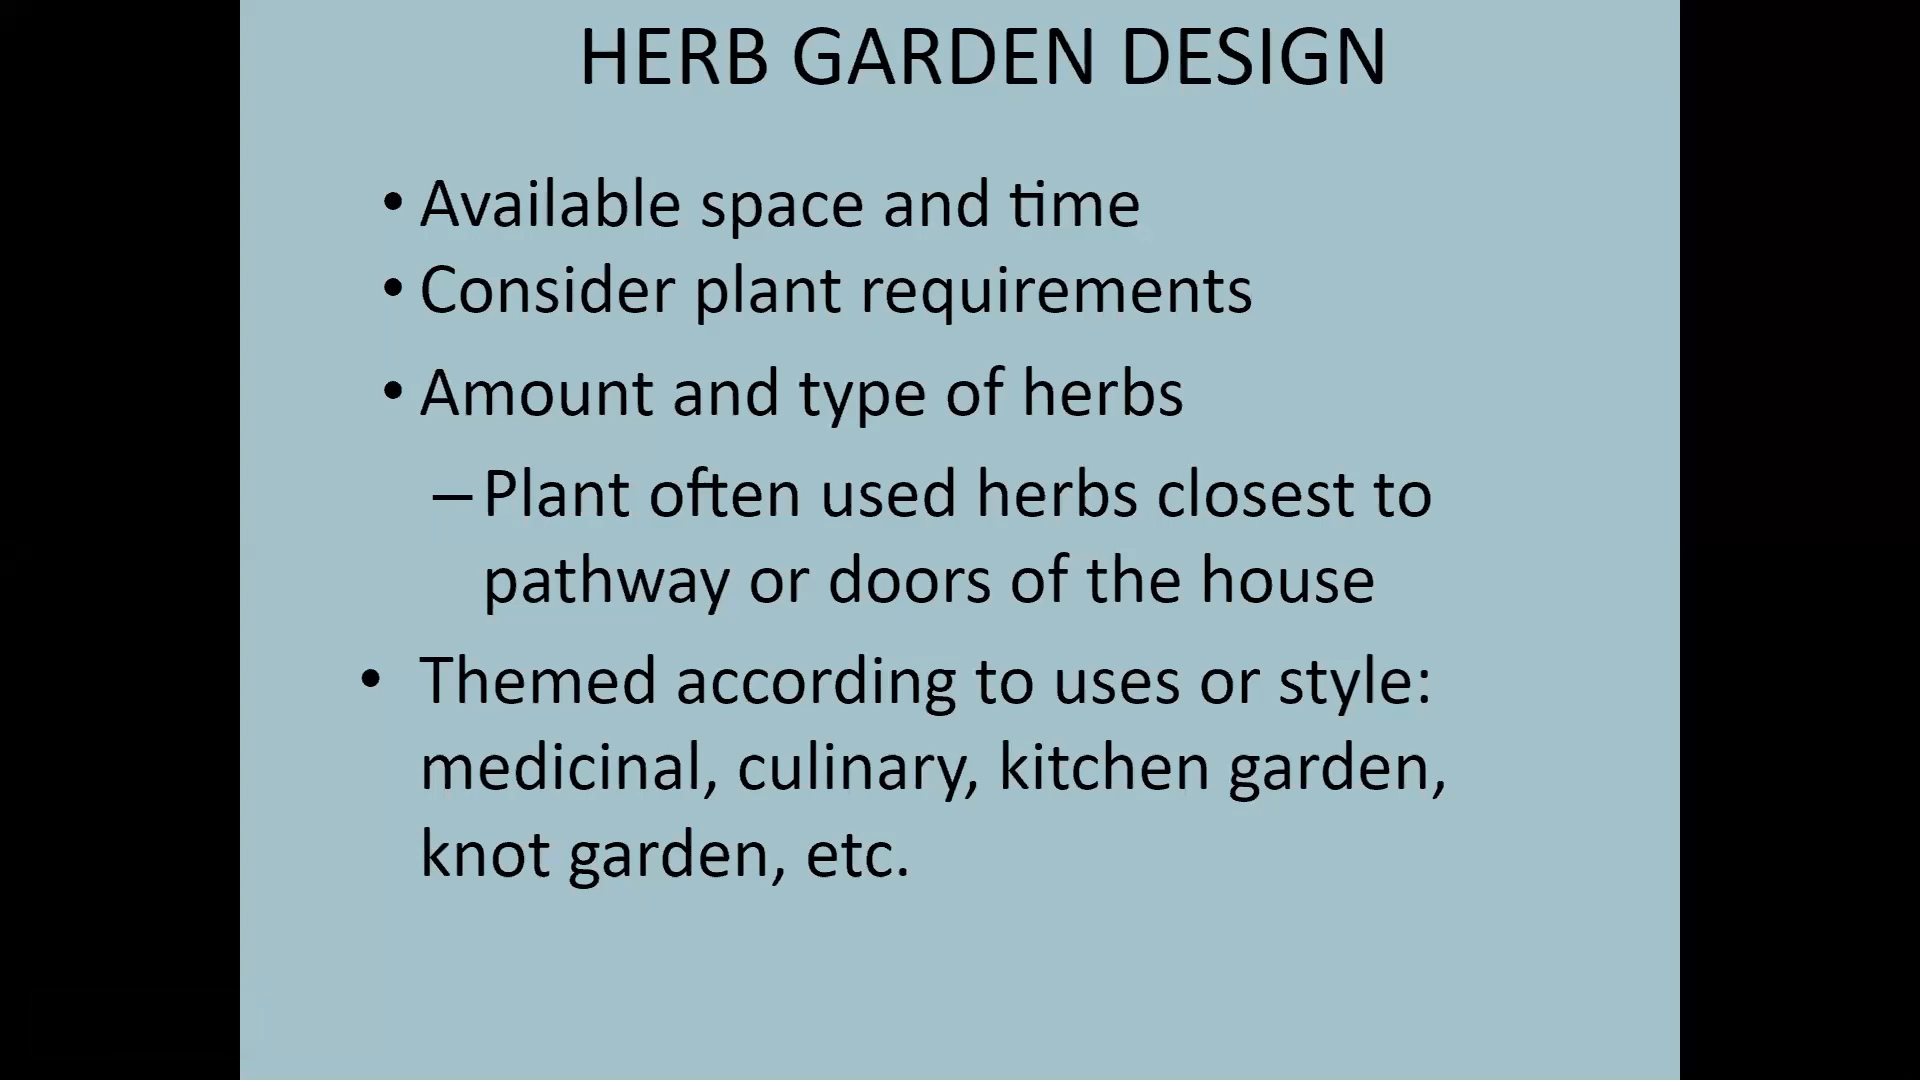 HERB GARDEN DESIGN
• Available space and time
• Consider plant requirements
• Amount and type of herbs
– Plant often used herbs closest to
pathway or doors of the house
• Themed according to uses or style:
medicinal, culinary, kitchen garden,
knot garden, etc.